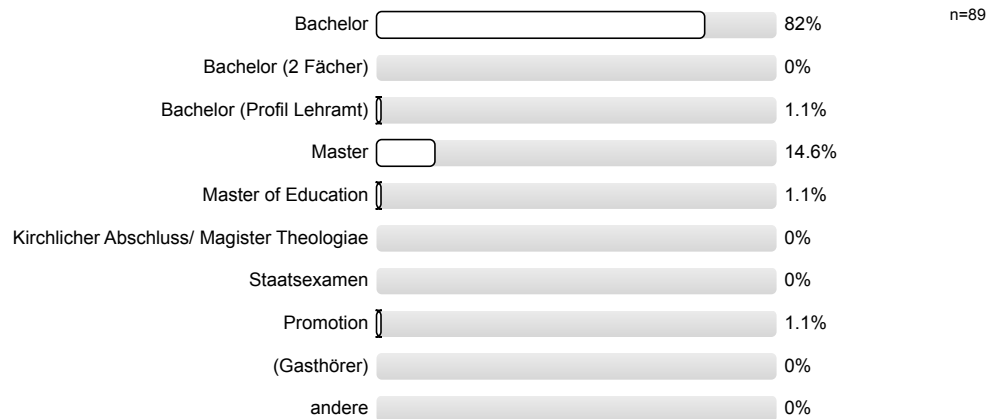 Bachelor 82% n=89
Bachelor (2 Fächer) 0%
Bachelor (Profil Lehramt) 1.1%
Master 14.6%
Master of Education 1.1%
Kirchlicher Abschluss/ Magister Theologiae 0%
Staatsexamen 0%
Promotion 1.1%
(Gasthörer) 0%
andere 0%